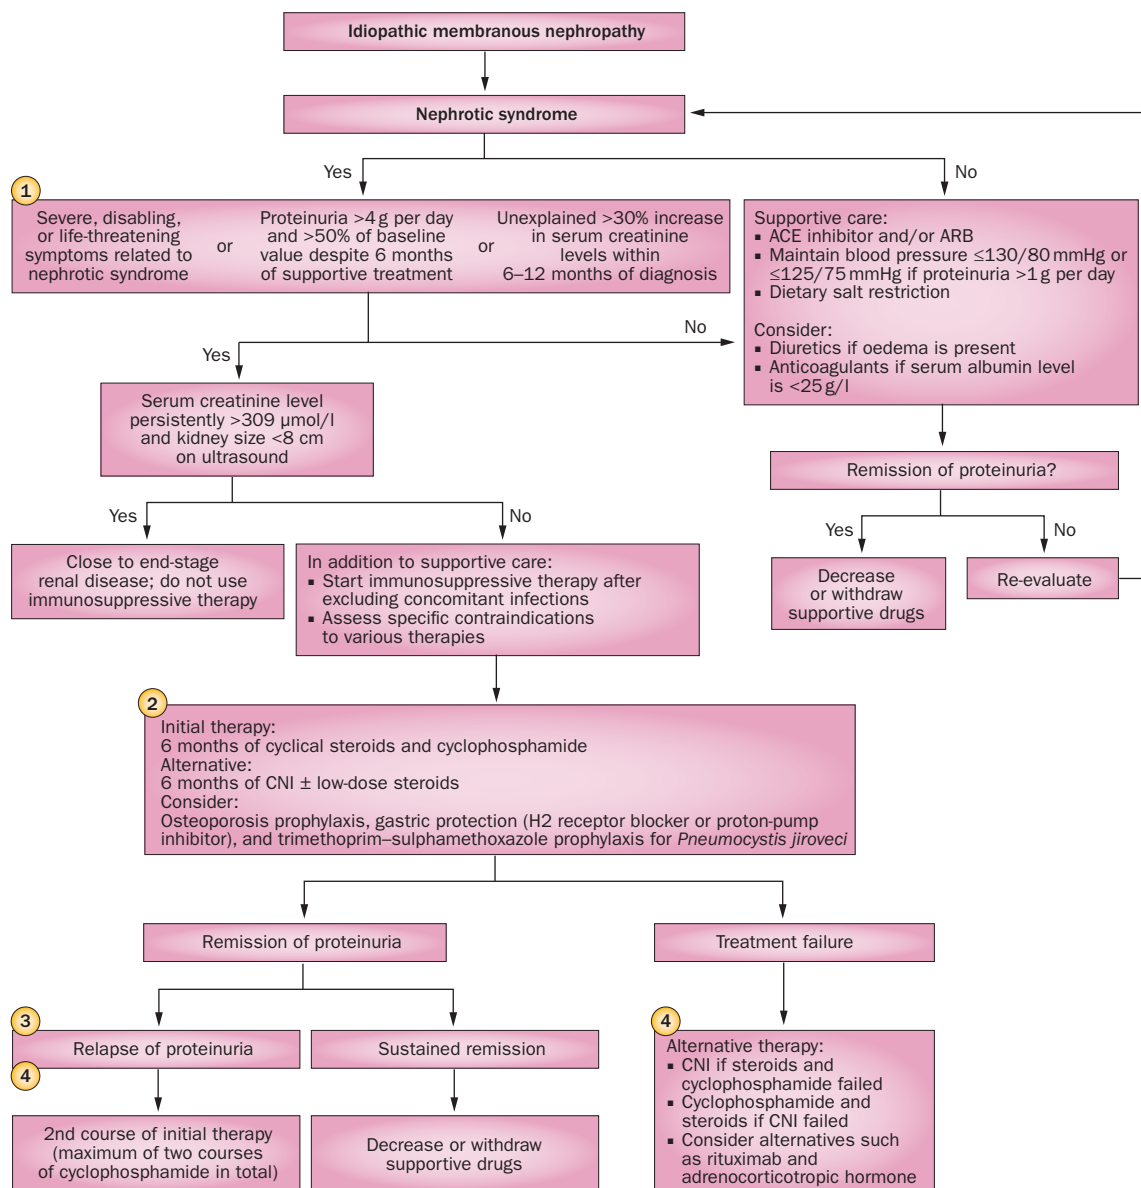 Idiopathic membranous nephropathy
Nephrotic syndrome
Yes
No
1
Severe, disabling,
or life-threatening
symptoms related to
nephrotic syndrome
or
Proteinuria >4 g per day
and >50% of baseline
value despite 6 months
of supportive treatment
or
Unexplained >30% increase
in serum creatinine
levels within
6–12 months of diagnosis
Supportive care:
▪ ACE inhibitor and/or ARB
▪ Maintain blood pressure ≤130/80 mmHg or
≤125/75 mmHg if proteinuria >1 g per day
▪ Dietary salt restriction
Consider:
▪ Diuretics if oedema is present
▪ Anticoagulants if serum albumin level
is <25 g/l
Yes
No
Serum creatinine level
persistently >309 µmol/l
and kidney size <8 cm
on ultrasound
Remission of proteinuria?
Yes
No
Yes
No
Close to end-stage
renal disease; do not use
immunosuppressive therapy
In addition to supportive care:
▪ Start immunosuppressive therapy after
excluding concomitant infections
▪ Assess specific contraindications
to various therapies
Decrease
or withdraw
supportive drugs
Re-evaluate
2
Initial therapy:
6 months of cyclical steroids and cyclophosphamide
Alternative:
6 months of CNI ± low-dose steroids
Consider:
Osteoporosis prophylaxis, gastric protection (H2 receptor blocker or proton-pump
inhibitor), and trimethoprim–sulphamethoxazole prophylaxis for Pneumocystis jiroveci
Remission of proteinuria
Treatment failure
3
Relapse of proteinuria
4
Sustained remission
4
Alternative therapy:
▪ CNI if steroids and
cyclophosphamide failed
▪ Cyclophosphamide and
steroids if CNI failed
▪ Consider alternatives such
as rituximab and
adrenocorticotropic hormone
2nd course of initial therapy
(maximum of two courses
of cyclophosphamide in total)
Decrease or withdraw
supportive drugs